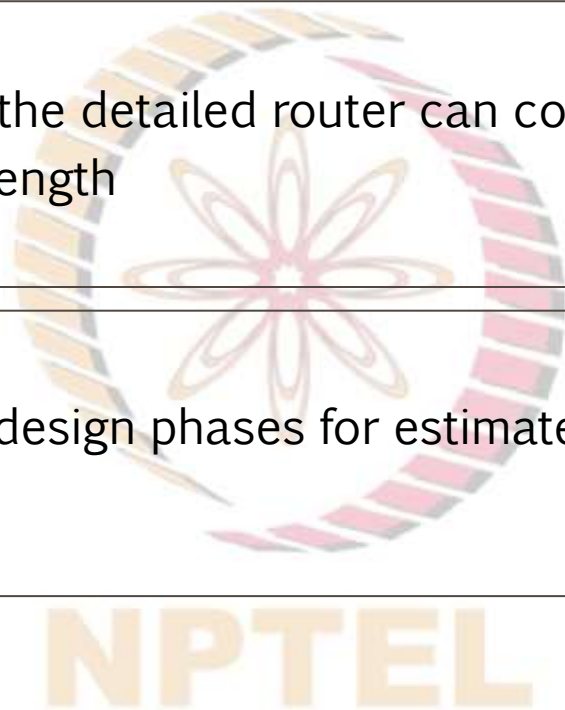 the detailed router can co
ength
design phases for estimate
NPTEL